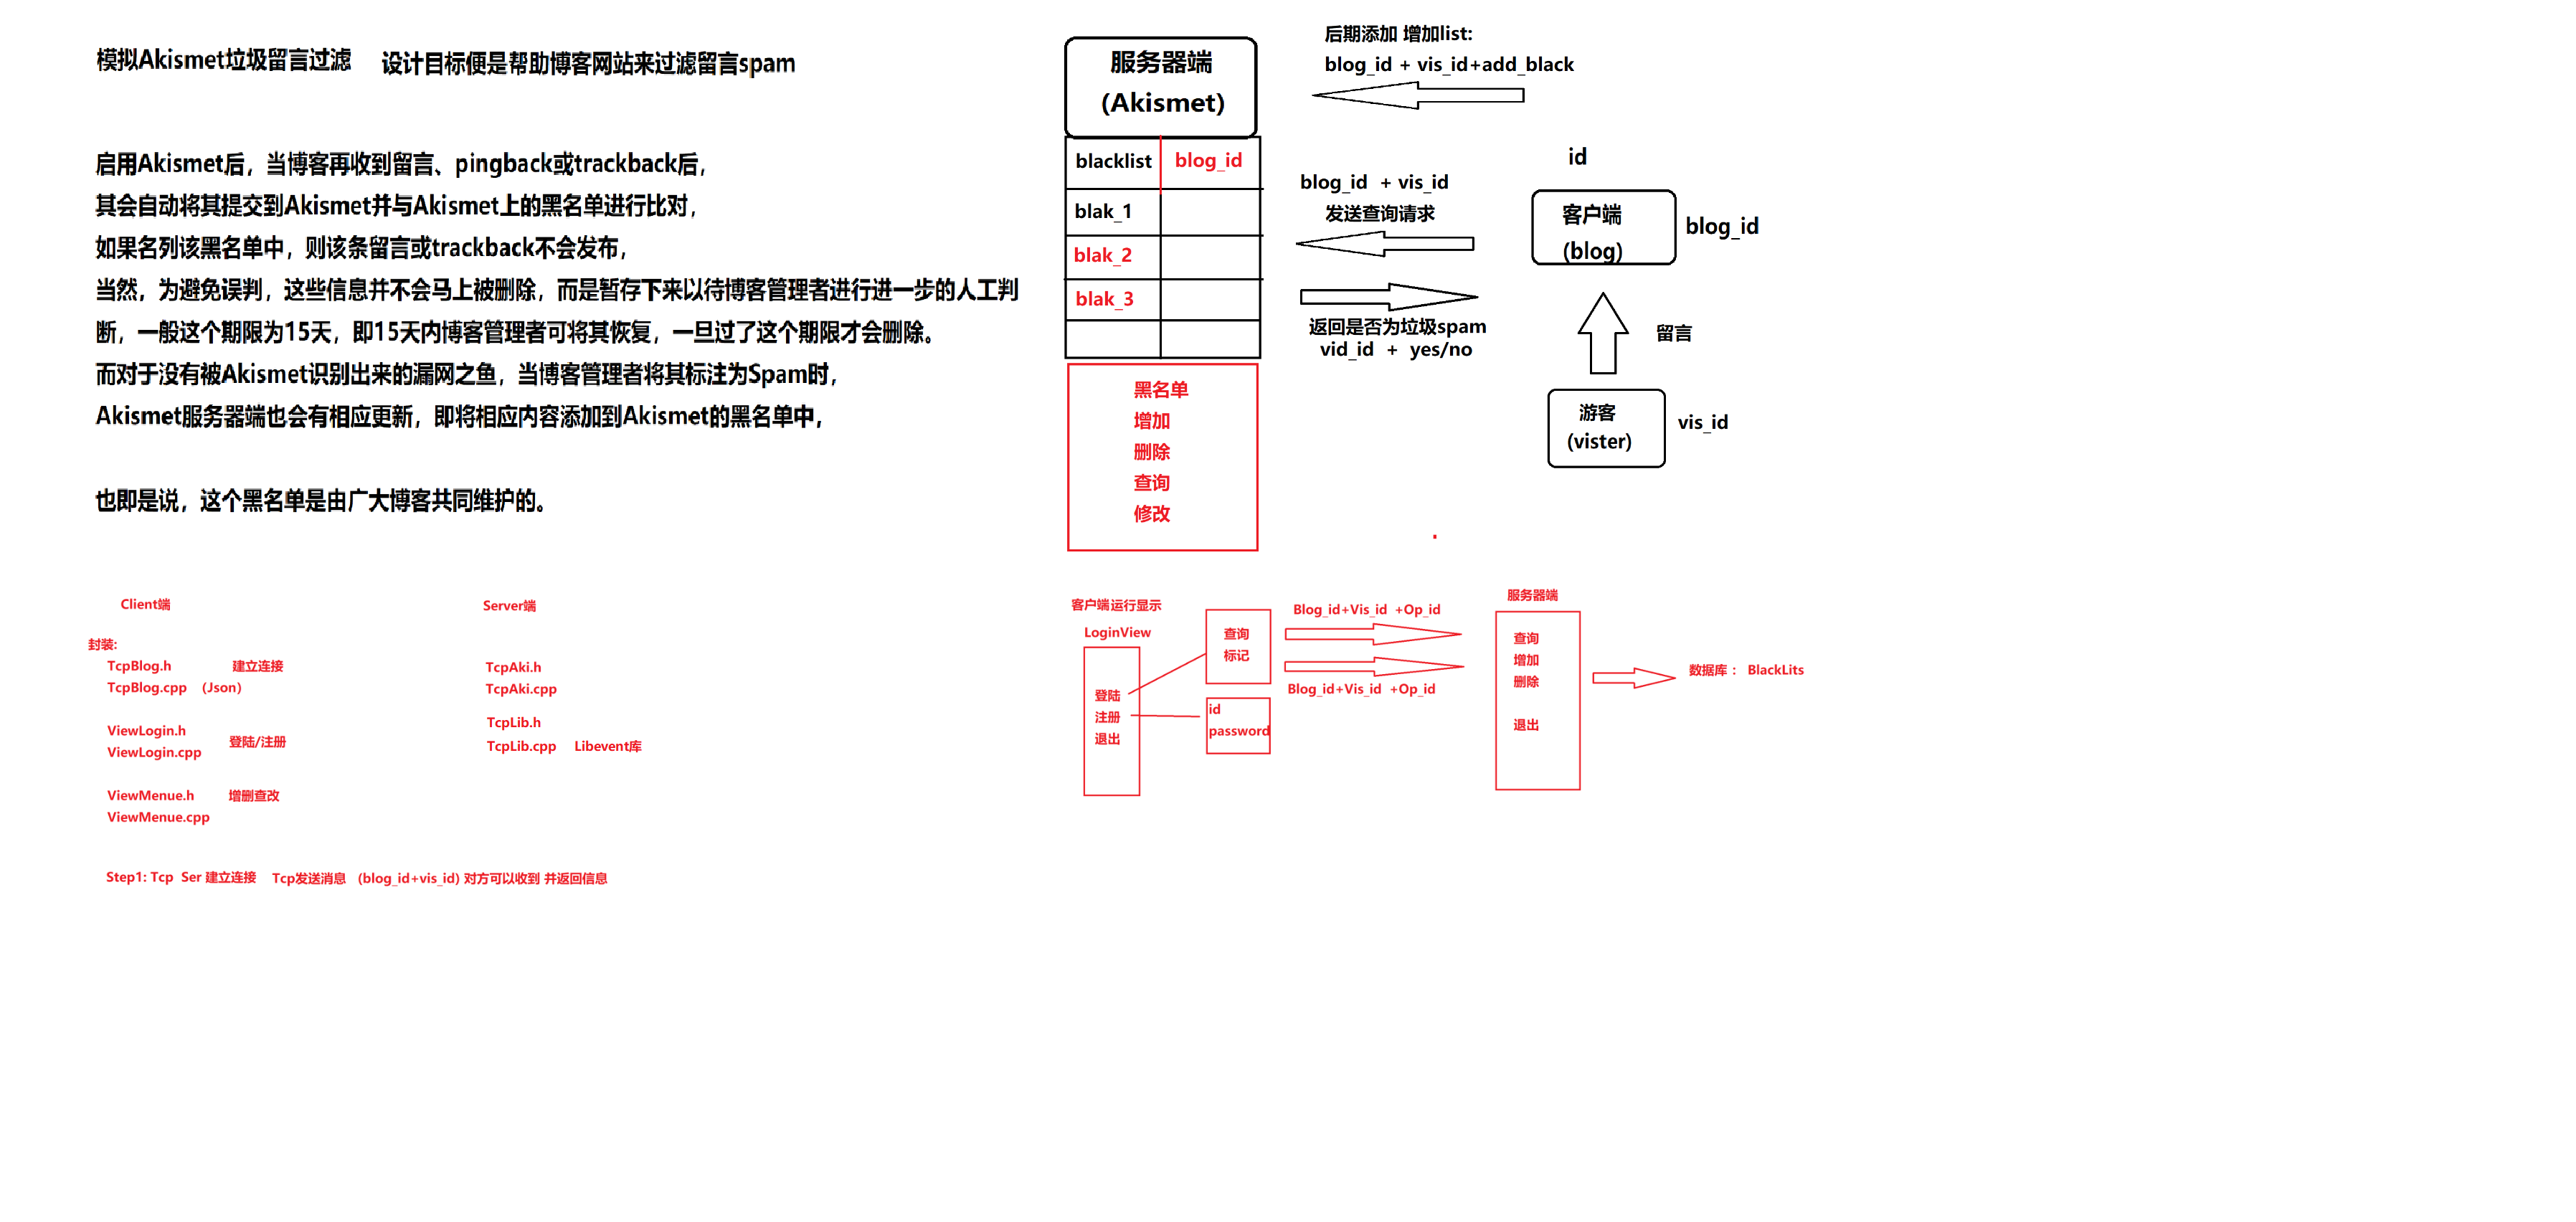 模拟Akismet垃圾留言过滤 设计目标便是帮助博客网站来过滤留言spam
启用Akismet后，当博客再收到留言、pingback或trackback后，
其会自动将其提交到Akismet并与Akismet上的黑名单进行比对，
如果名列该黑名单中，则该条留言或trackback不会发布，
当然，为避免误判，这些信息并不会马上被删除，而是暂存下来以待博客管理者进行进一步的人工判
断，一般这个期限为15天，即15天内博客管理者可将其恢复，一旦过了这个期限才会删除。
而对于没有被Akismet识别出来的漏网之鱼，当博客管理者将其标注为Spam时，
Akismet服务器端也会有相应更新，即将相应内容添加到Akismet的黑名单中，
也即是说，这个黑名单是由广大博客共同维护的。
服务器端
(Akismet)
blacklist blog_id
blak_1
blak_2
blak_3
黑名单
增加
删除
查询
修改
后期添加 增加list:
blog_id + vis_id+add_black
blog_id + vis_id
发送查询请求
返回是否为垃圾spam
vid_id + yes/no
id
客户端
(blog)
blog_id
留言
游客
(vister)
vis_id
Client端
封装:
TcpBlog.h 建立连接
TcpBlog.cpp （Json）
ViewLogin.h
登陆/注册
ViewLogin.cpp
ViewMenue.h 增删查改
ViewMenue.cpp
Server端
TcpAki.h
TcpAki.cpp
TcpLib.h
TcpLib.cpp Libevent库
Step1: Tcp Ser 建立连接 Tcp发送消息 (blog_id+vis_id) 对方可以收到 并返回信息
客户端运行显示
LoginView
登陆
注册
退出
查询
标记
id
password
Blog_id+Vis_id +Op_id
Blog_id+Vis_id +Op_id
服务器端
查询
增加
删除
退出
数据库： BlackLits